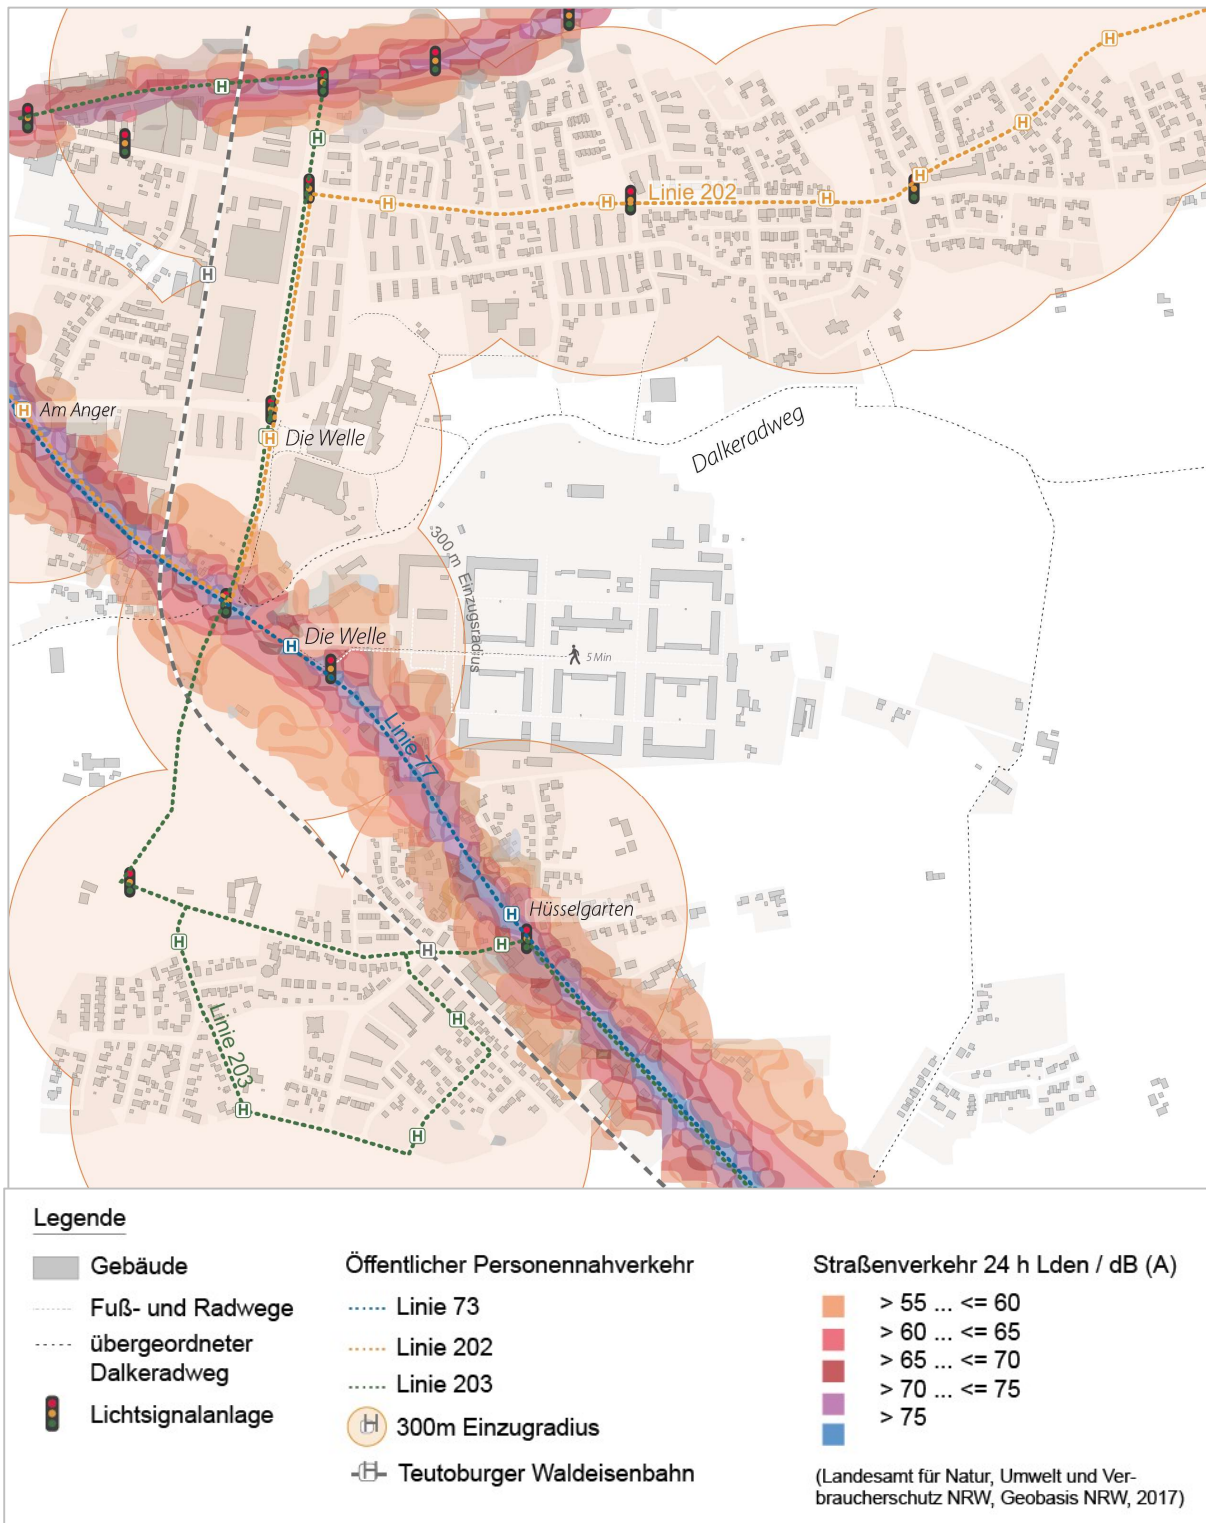 H
H
H
H
Linie 202
H
H
H
H
H
H
Am Anger
H
Die Welle
H
Dalkeradweg
300 m Einzugsradius
Die Welle
H
5 Min
Linie 77
Hüsselgarten
H
H
H
H
Linie 203
H
H
H
Legende
Gebäude
Fuß- und Radwege
übergeordneter
Dalkeradweg
Lichtsignalanlage
Öffentlicher Personennahverkehr
Linie 73
Linie 202
Linie 203
H 300m Einzugradius
H Teutoburger Waldeisenbahn
Straßenverkehr 24 h Lden / dB (A)
> 55 ... <= 60
> 60 ... <= 65
> 65 ... <= 70
> 70 ... <= 75
> 75
(Landesamt für Natur, Umwelt und Ver-
braucherschutz NRW, Geobasis NRW, 2017)